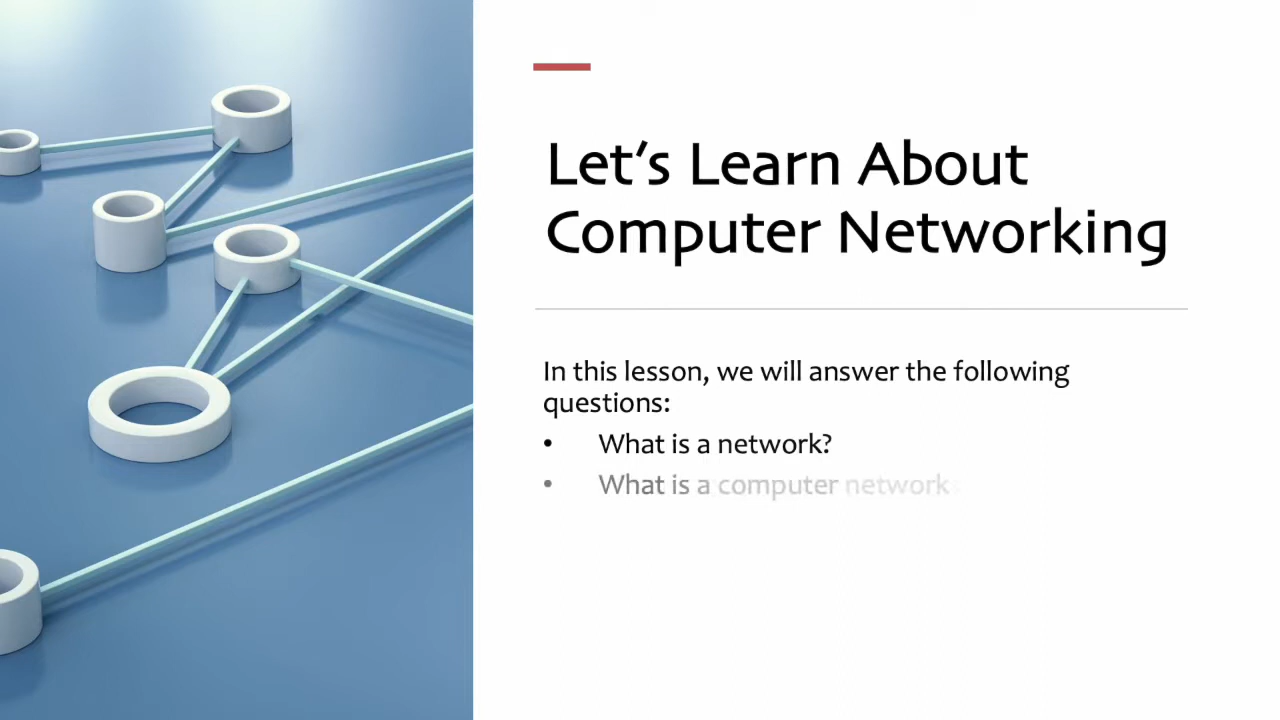 Let's Learn About
Computer Networking
In this lesson, we will answer the following
questions:
• What is a network?
• What is a computer network